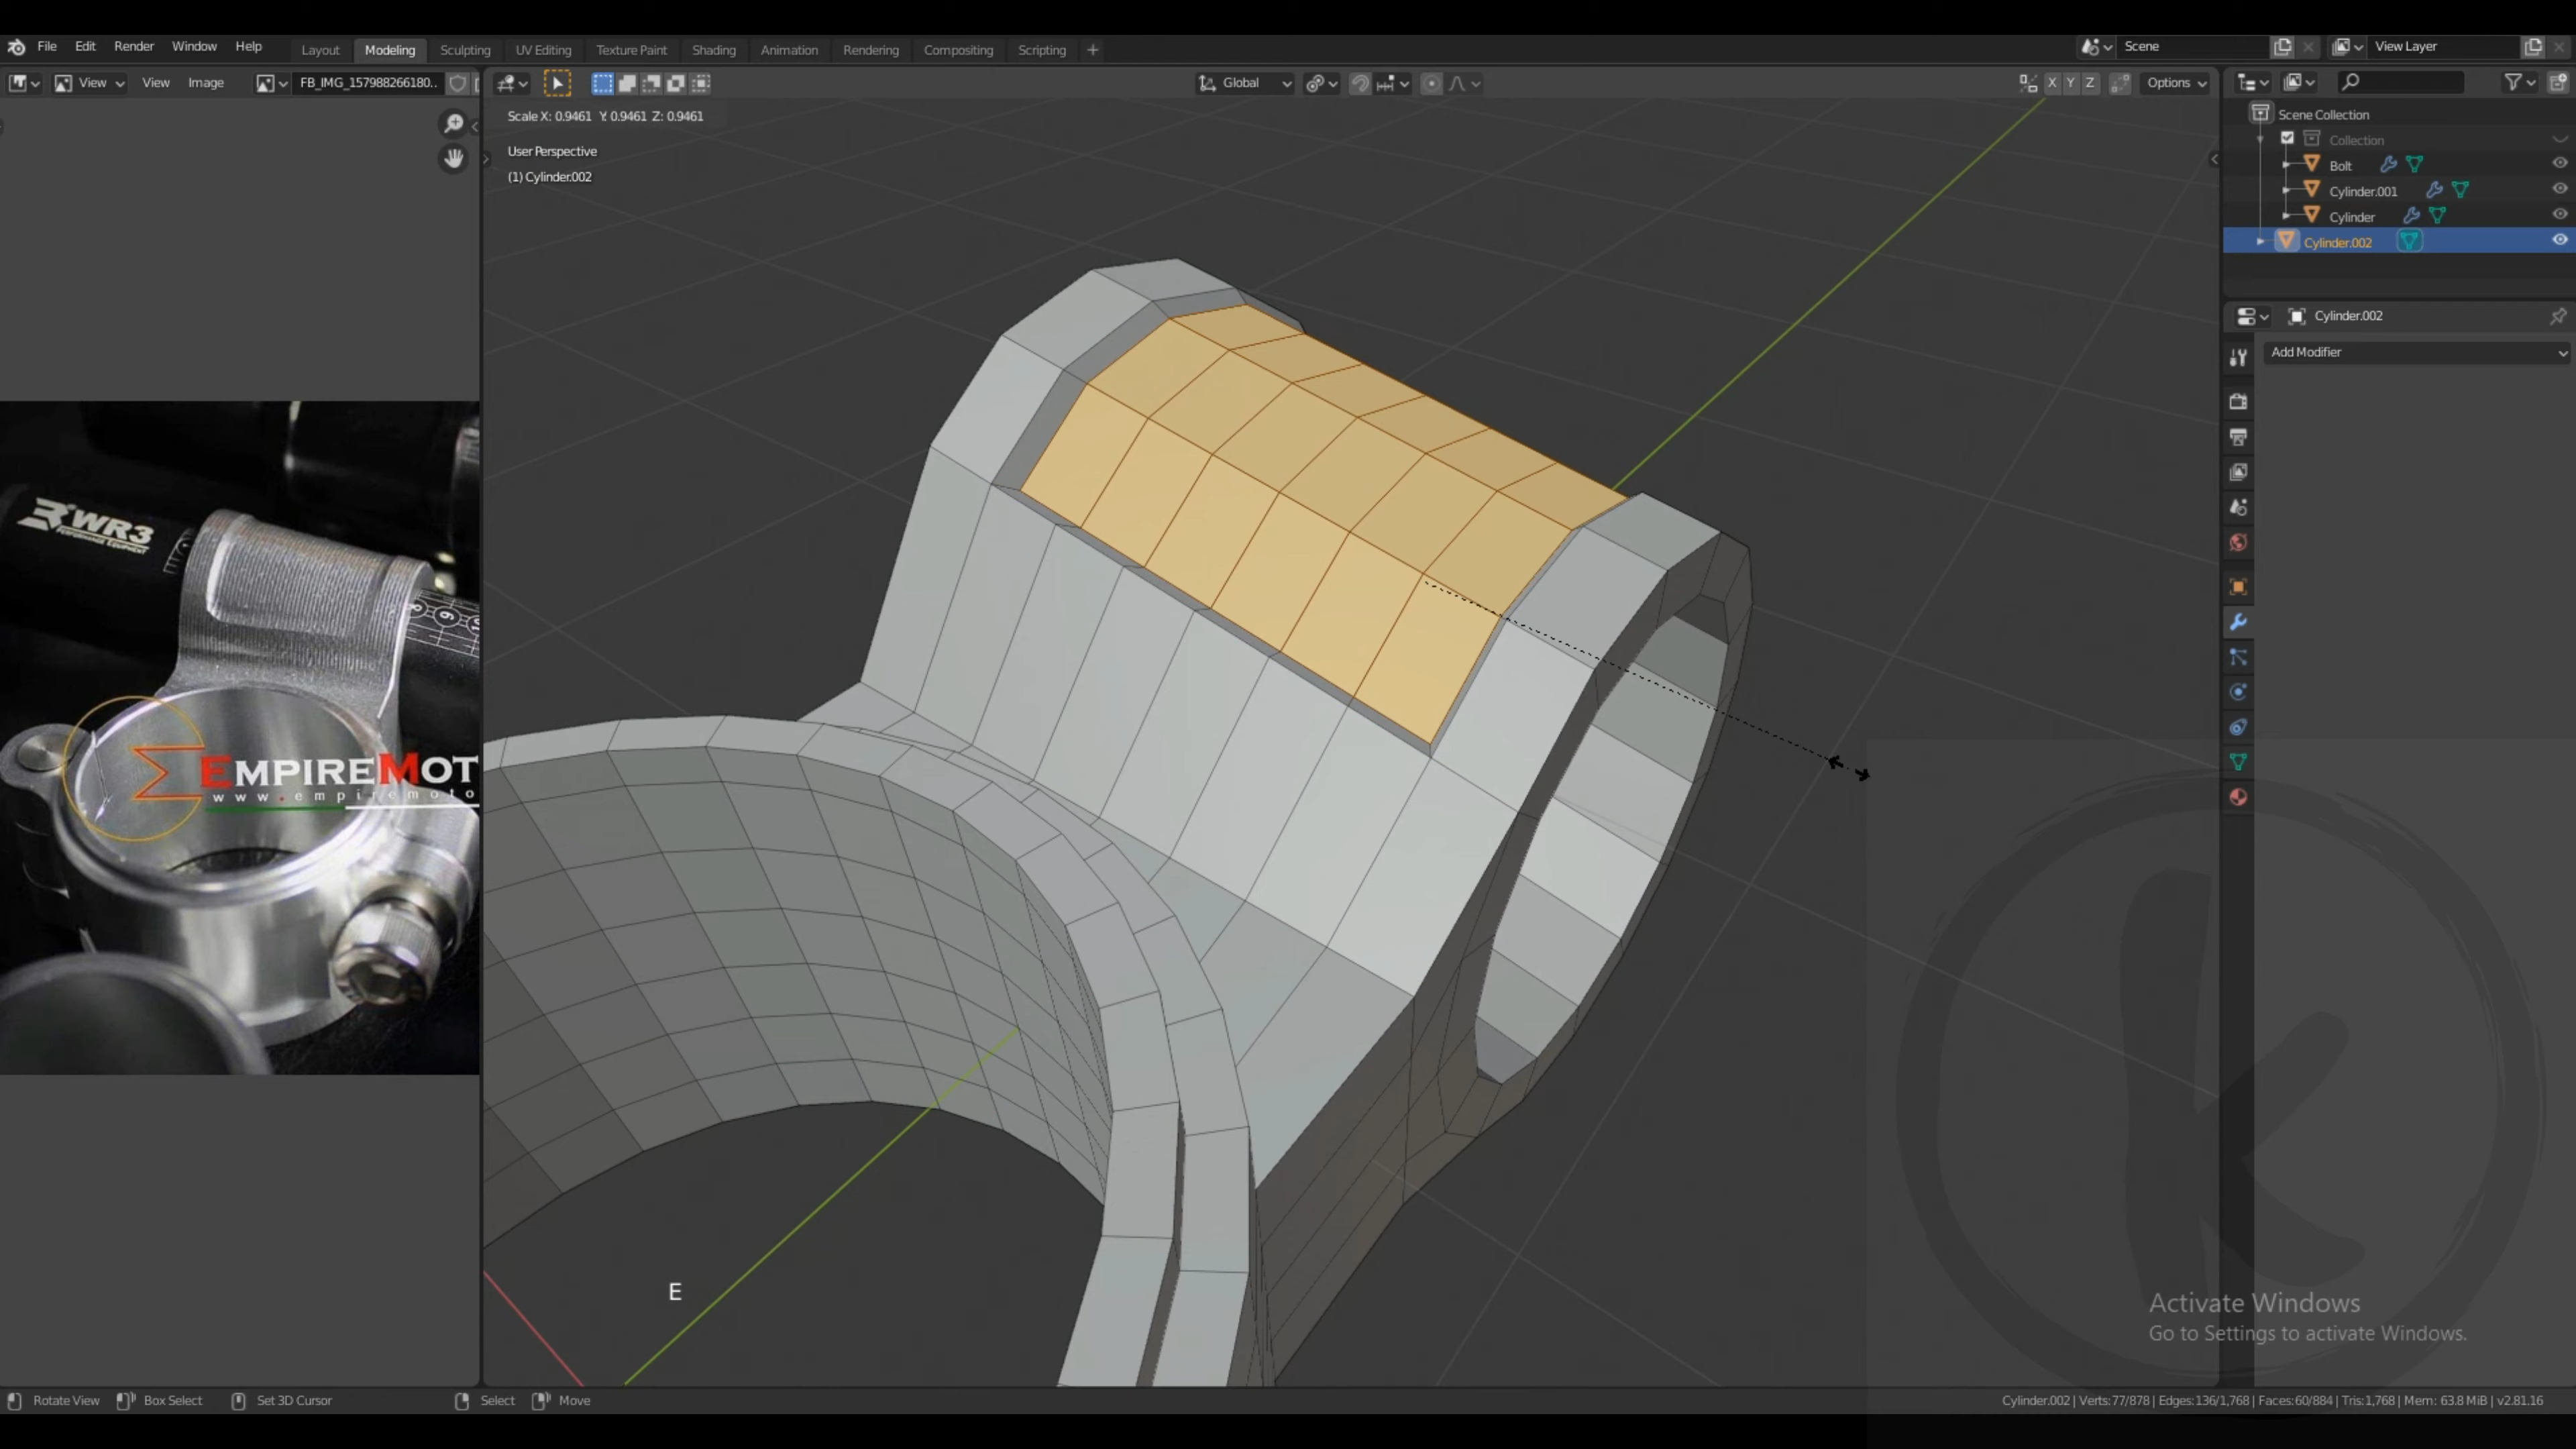 File Edit Render Window Help
Layout Modeling Sculpting UV Editing Texture Paint Shading Animation Rendering Compositing Scripting
Scene
View Layer
View View Image FB_IMG_157988266180..
Global
X Y Z Options
Scale X: 0.9461 Y: 0.9461 Z: 0.9461
User Perspective
(1) Cylinder.002
Scene Collection
Collection
Bolt
Cylinder.001
Cylinder
Cylinder.002
Cylinder.002
Add Modifier
WR3
9
EMPIREMOT
www.empiremoto
E
Activate Windows
Go to Settings to activate Windows.
Rotate View Box Select Set 3D Cursor Select Move
Cylinder.002 | Verts:77/878 | Edges:136/1,768 | Faces:60/884 | Tris:1,768 | Mem: 63.8 MiB | v2.81.16